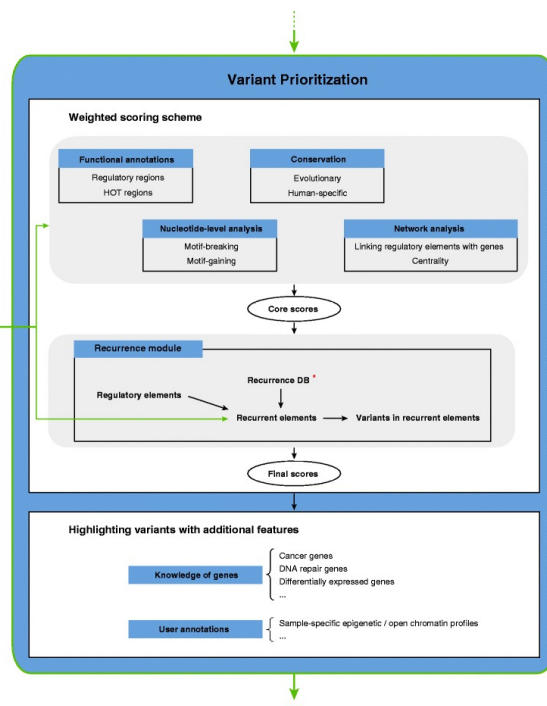 Variant Prioritization
Weighted scoring scheme
Functional annotations
Regulatory regions
HOT regions
Conservation
Evolutionary
Human-specific
Nucleotide-level analysis
Motif-breaking
Motif-gaining
Network analysis
Linking regulatory elements with genes
Centrality
Core scores
Recurrence module
Recurrence DB *
Regulatory elements
Recurrent elements
Variants in recurrent elements
Final scores
Highlighting variants with additional features
Knowledge of genes
Cancer genes
DNA repair genes
Differentially expressed genes
...
User annotations
Sample-specific epigenetic / open chromatin profiles
...